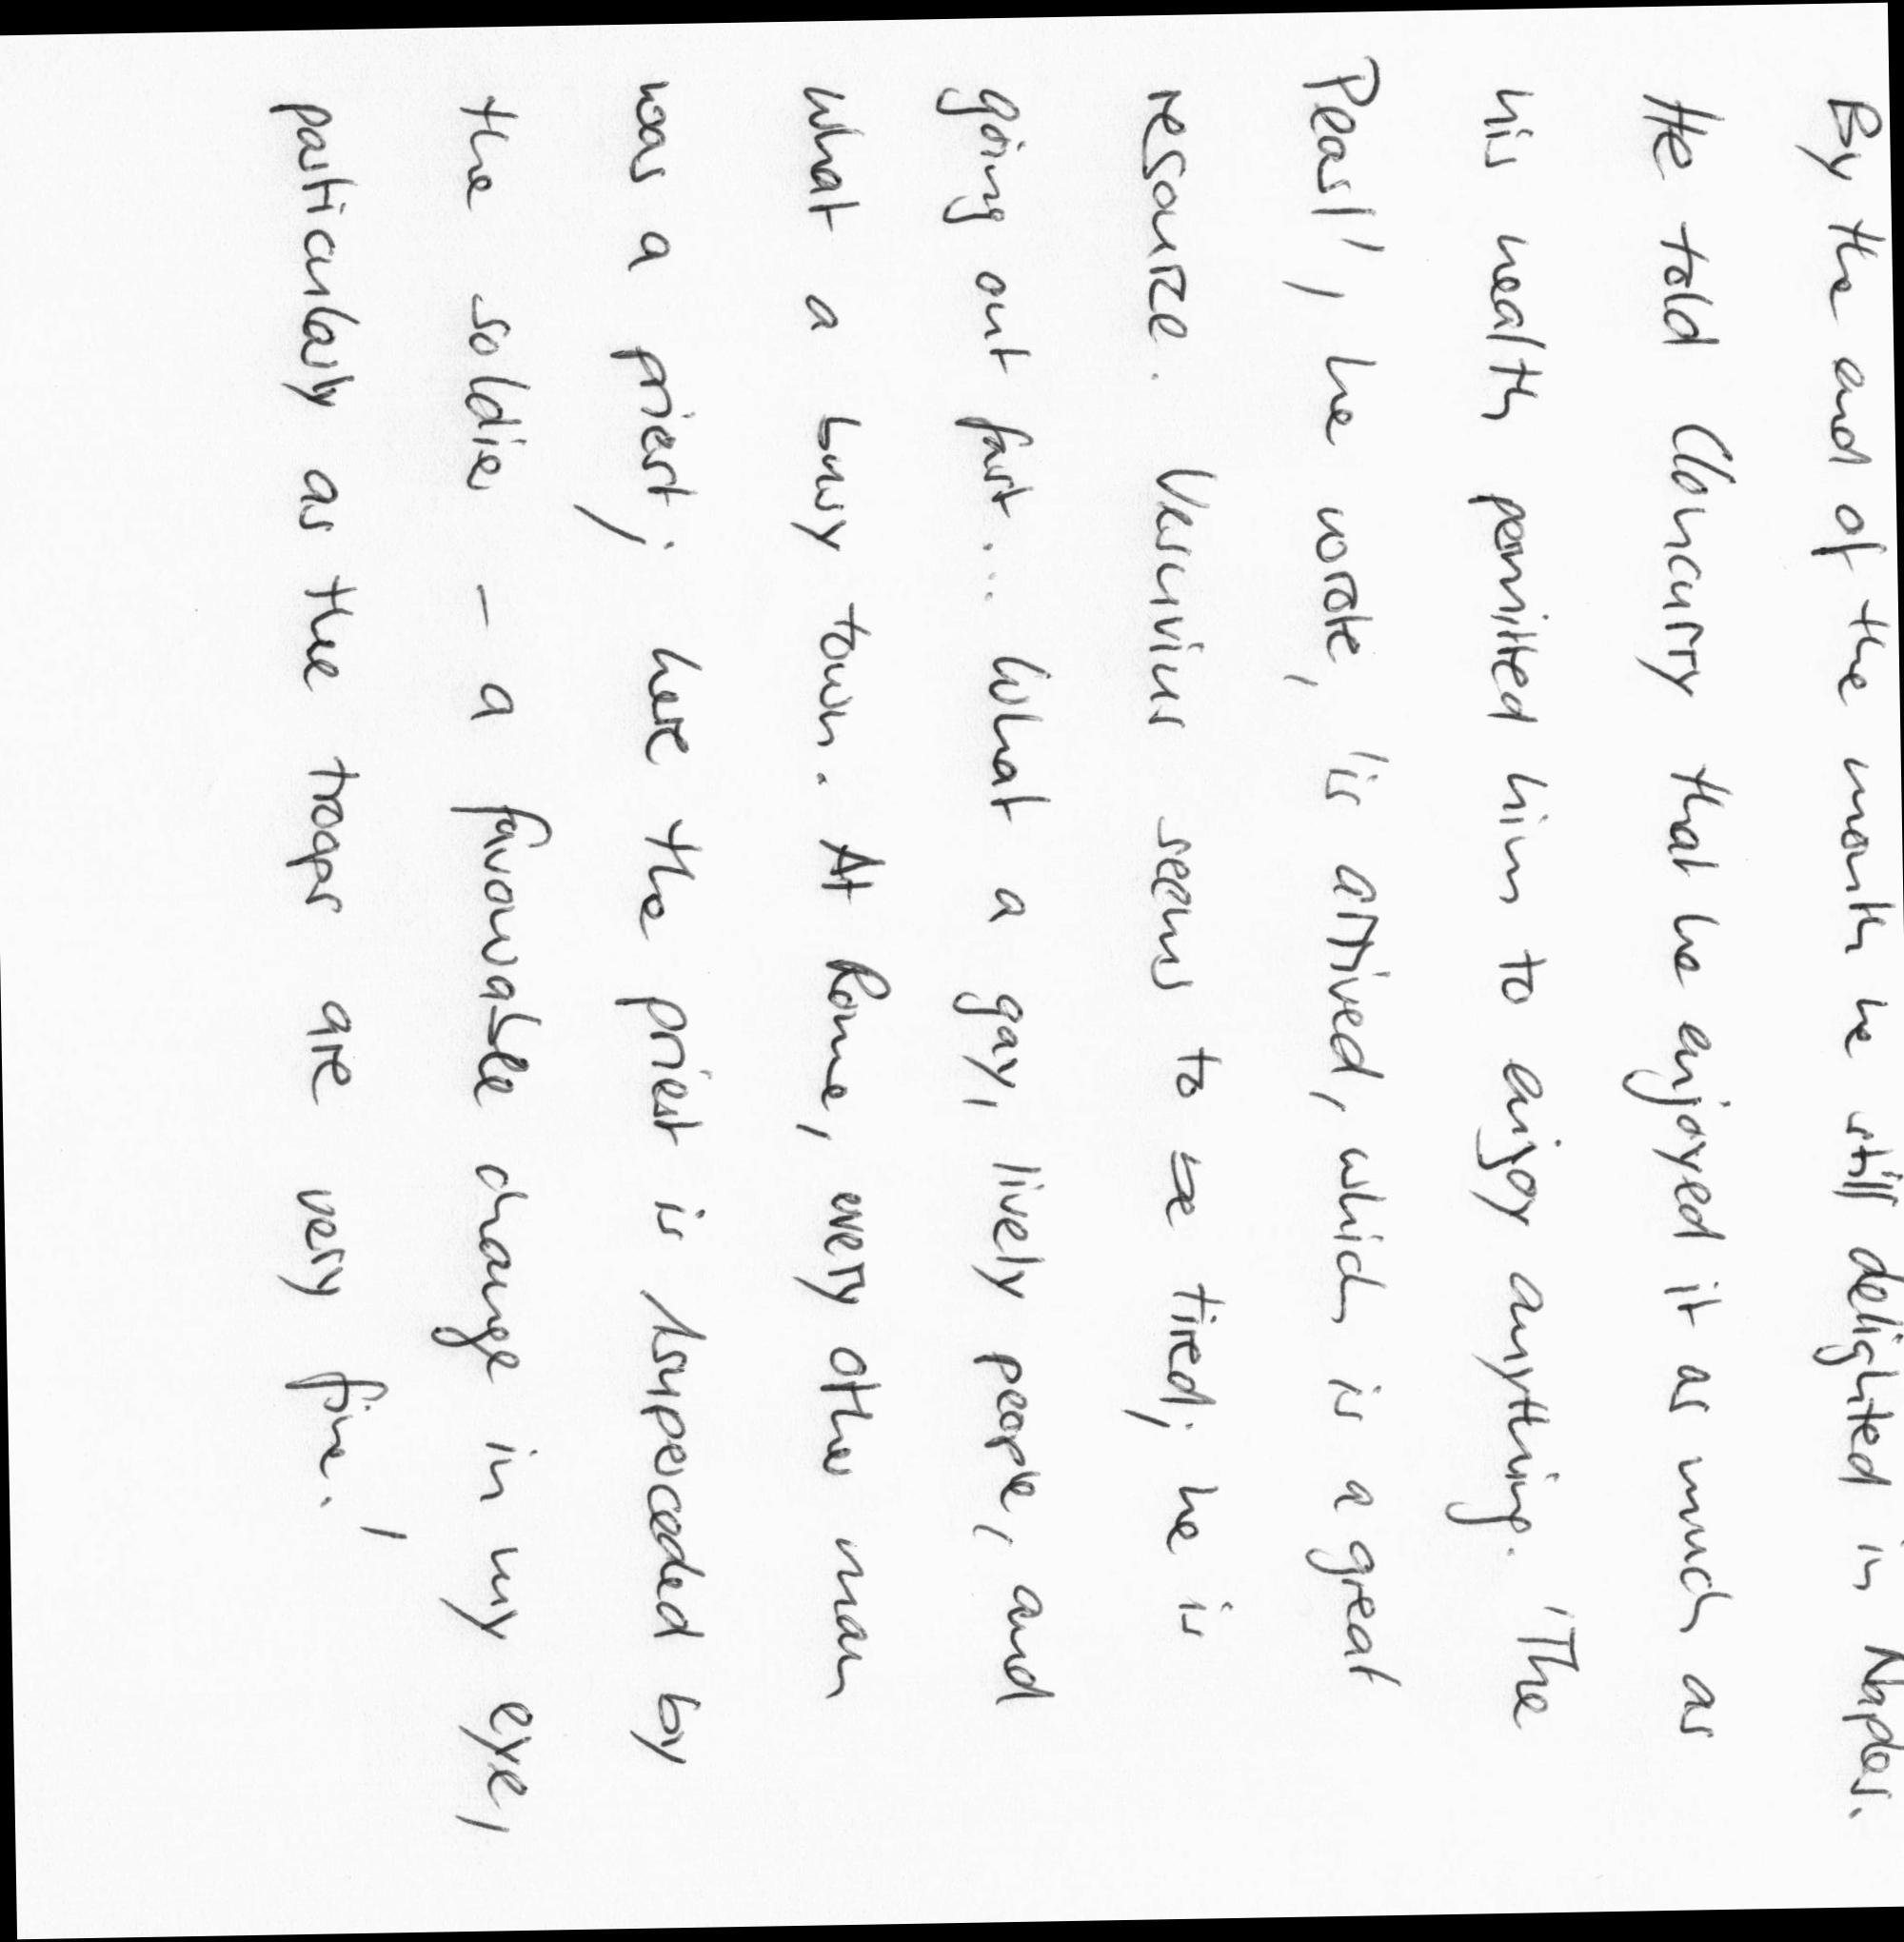 By the end of the month he still delighted in Naples.
He told Cloncurry that he enjoyed it as much as
his health permitted him to enjoy anything. 'The
Pearl', he wrote, 'is arrived, which is a great
resource. Vesuvius seems to be tired; he is
going out fast... What a gay, lively people, and
what a busy town. At Rome, every other man
was a priest; here the priest is superceded by
the soldier - a favourable change in my eye,
particularly as the troops are very fine.'